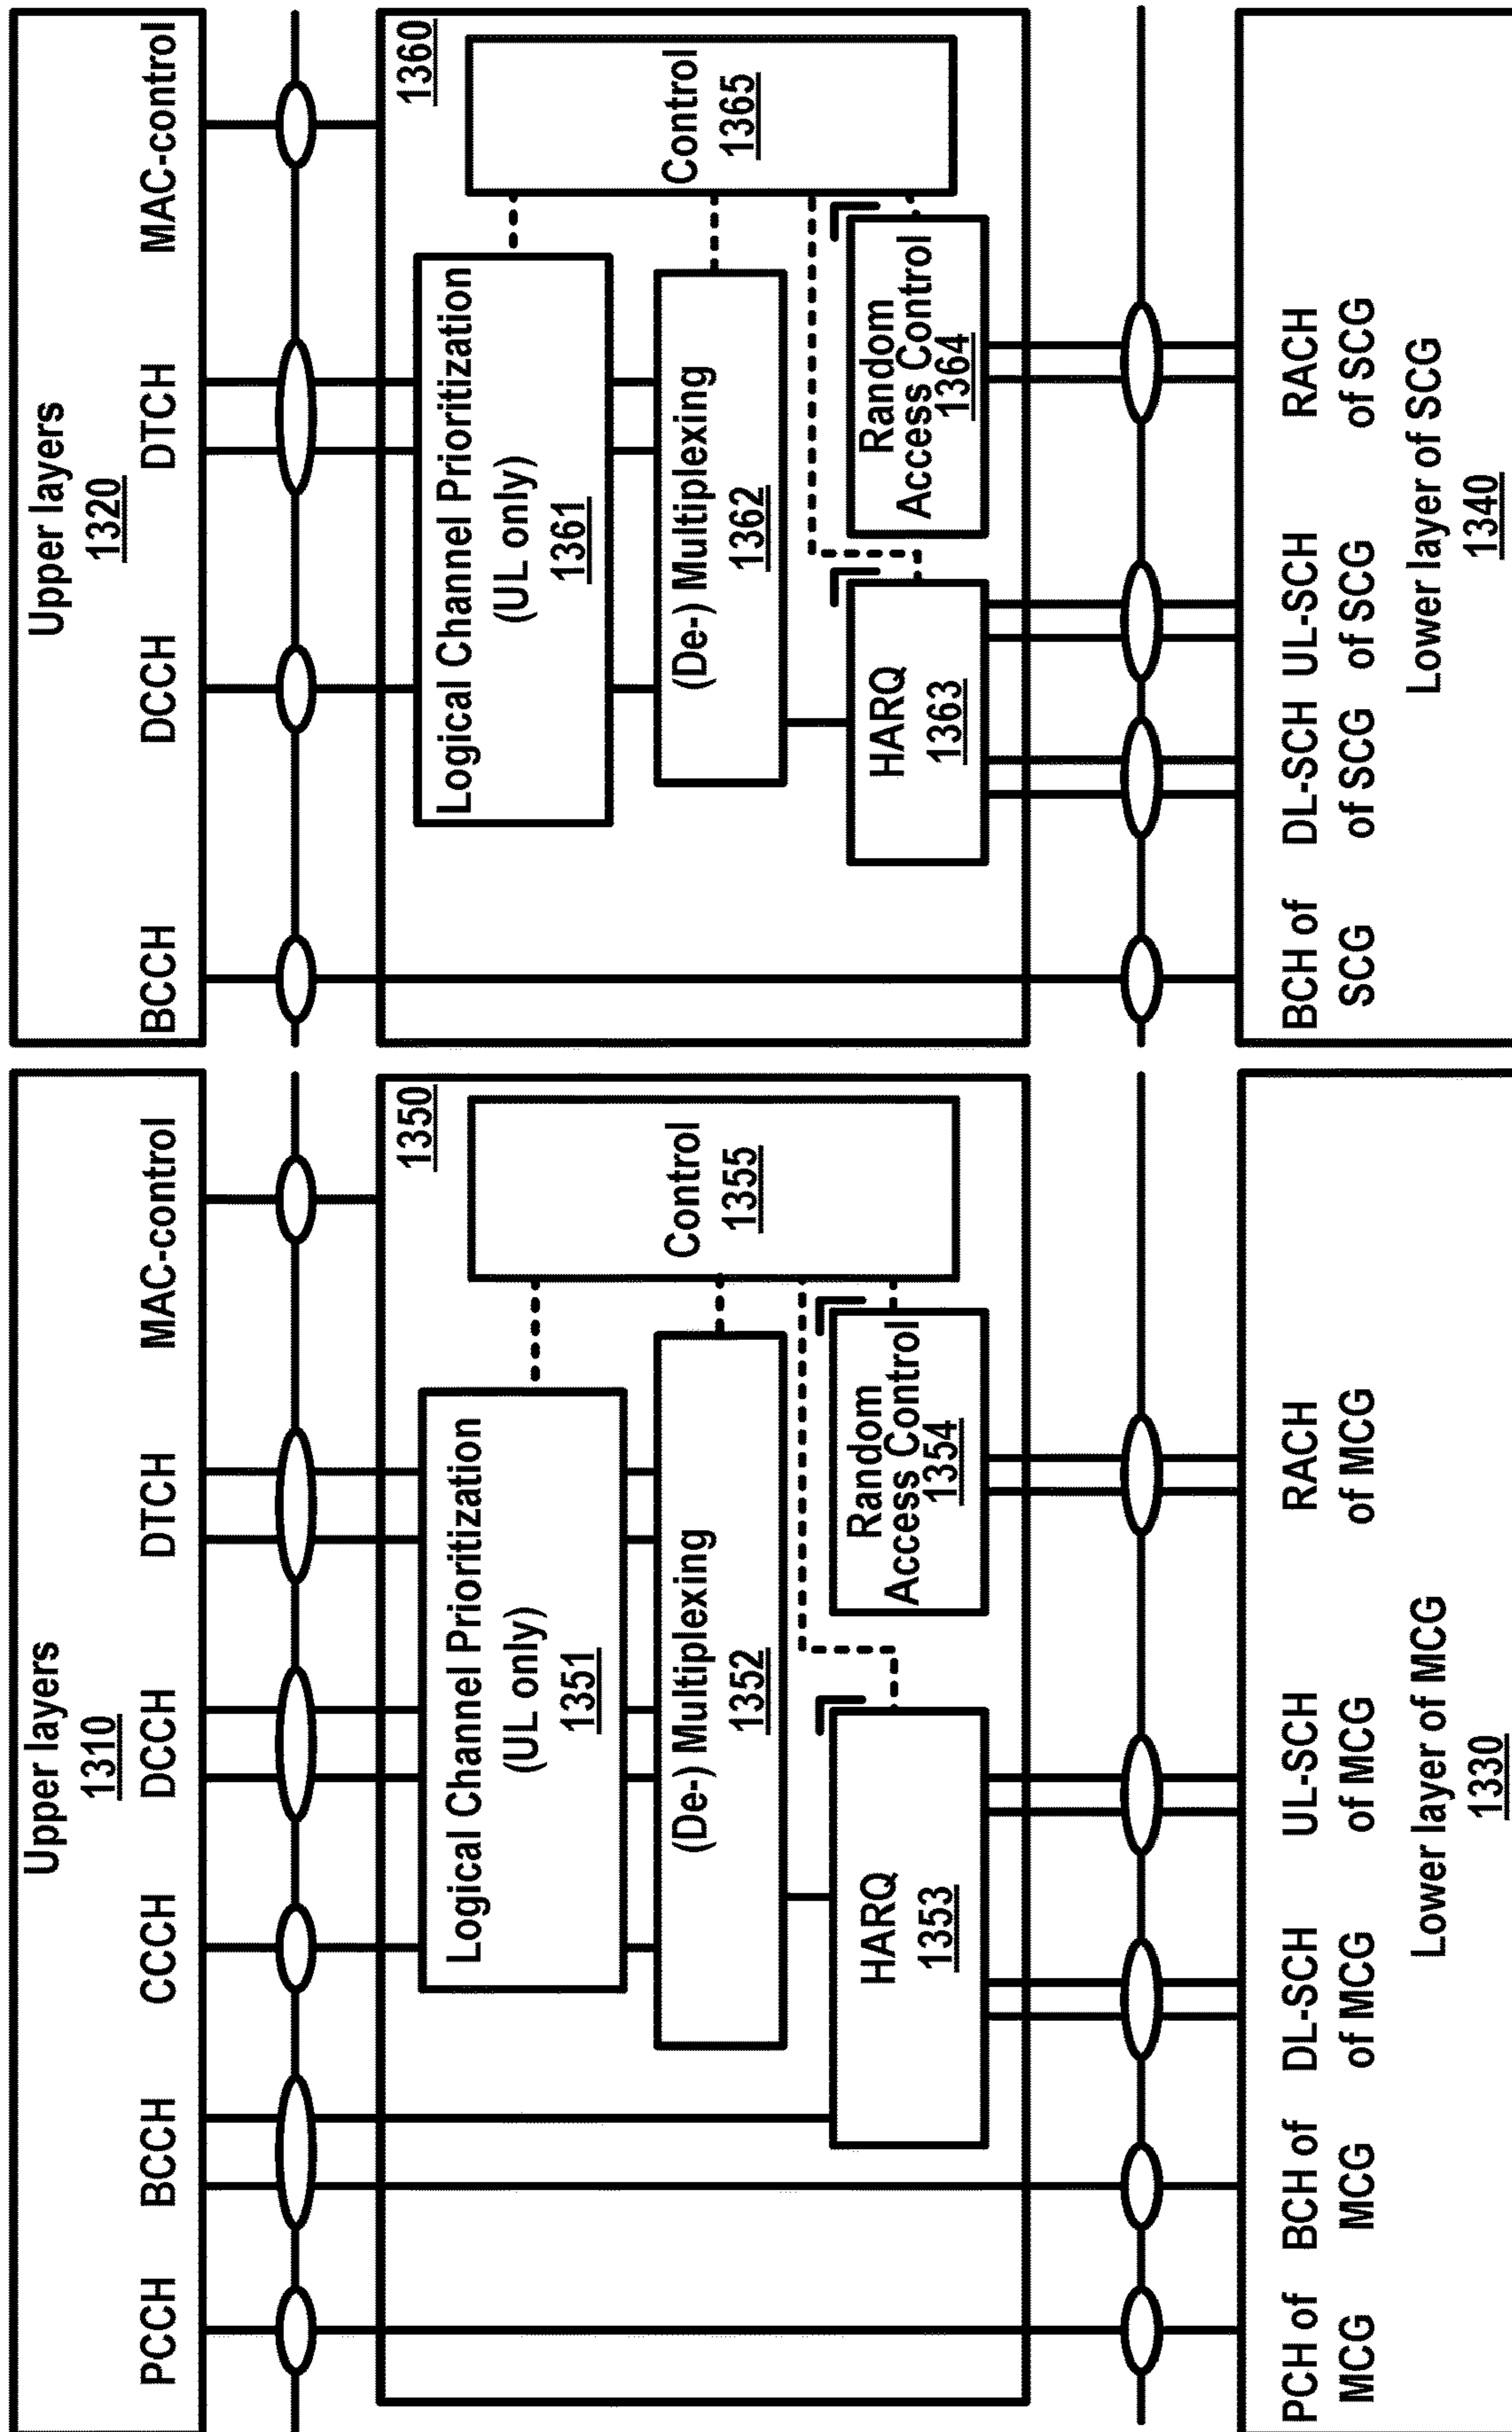 Upper layers
1310
PCCH
BCCH
CCCH
DCCH
DTCH
MAC-control
1350
Logical Channel Prioritization
(UL only)
1351
(De-) Multiplexing
1352
HARQ
1353
Random
Access Control
1354
Control
1355
PCH of
MCG
BCH of
MCG
DL-SCH
of MCG
UL-SCH
of MCG
RACH
of MCG
Lower layer of MCG
1330
Upper layers
1320
BCCH
DCCH
DTCH
MAC-control
1360
Logical Channel Prioritization
(UL only)
1361
(De-) Multiplexing
1362
HARQ
1363
Random
Access Control
1364
Control
1365
BCH of
SCG
DL-SCH
of SCG
UL-SCH
of SCG
RACH
of SCG
Lower layer of SCG
1340